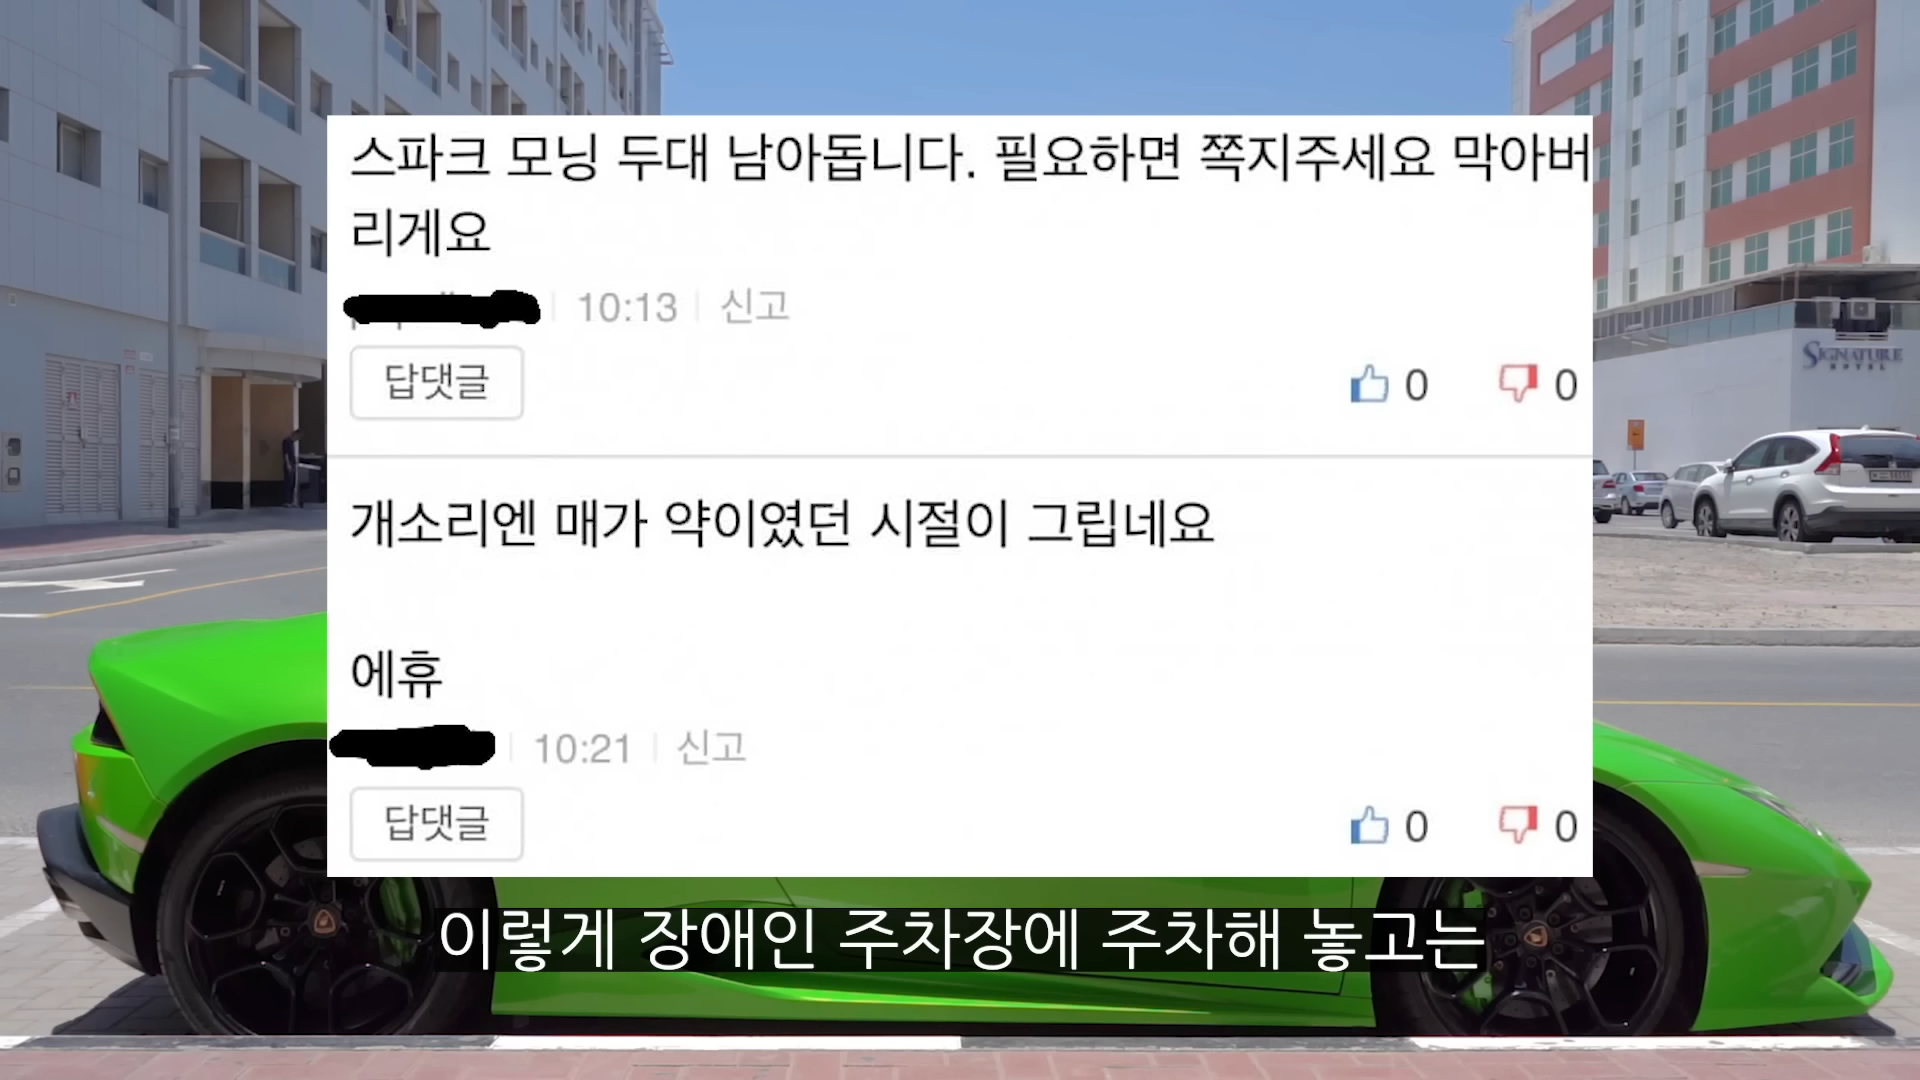 스파크 모닝 두대 남아돕니다. 필요하면 쪽지주세요 막아버
리게요
10:13 신고
답댓글
0 0
개소리엔 매가 약이였던 시절이 그립네요
에휴
10:21 신고
답댓글
0 0
SIGNATURE
HOTEL
이렇게 장애인 주차장에 주차해 놓고는